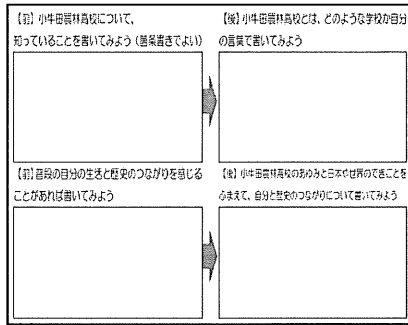 【前】小牛田農林高校について、
知っていることを書いてみよう（箇条書きでよい）
【後】小牛田農林高校とは、どのような学校か自分
の言葉で書いてみよう
【前】普段の自分の生活と歴史のつながりを感じる
ことがあれば書いてみよう
【後】小牛田農林高校のあゆみと日本や世界のできごとを
ふまえて、自分と歴史のつながりについて書いてみよう